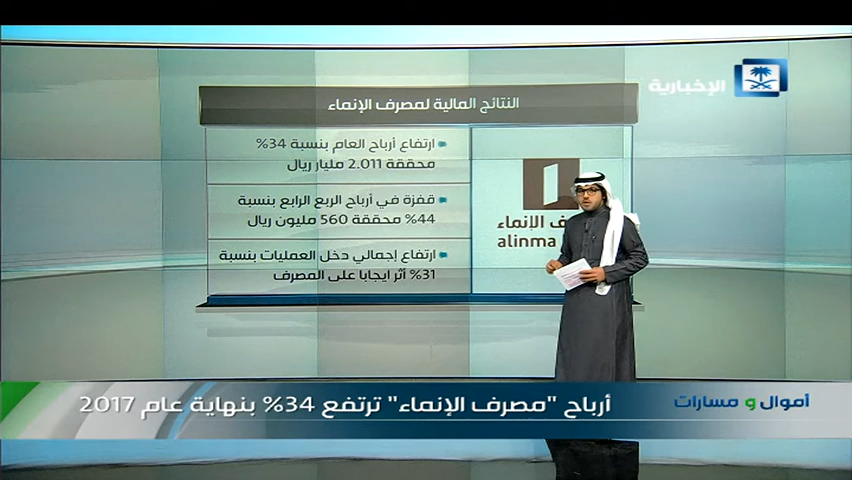 الإخبارية
النتائج المالية لمصرف الإنماء
ارتفاع أرباح العام بنسبة 34%
محققة 2.011 مليار ريال
قفزة في أرباح الربع الرابع بنسبة
44% محققة 560 مليون ريال
ارتفاع إجمالي دخل العمليات بنسبة
31% أثر ايجابا على المصرف
الإنماء
alinma
أموال و مسارات
أرباح "مصرف الإنماء" ترتفع 34% بنهاية عام 2017